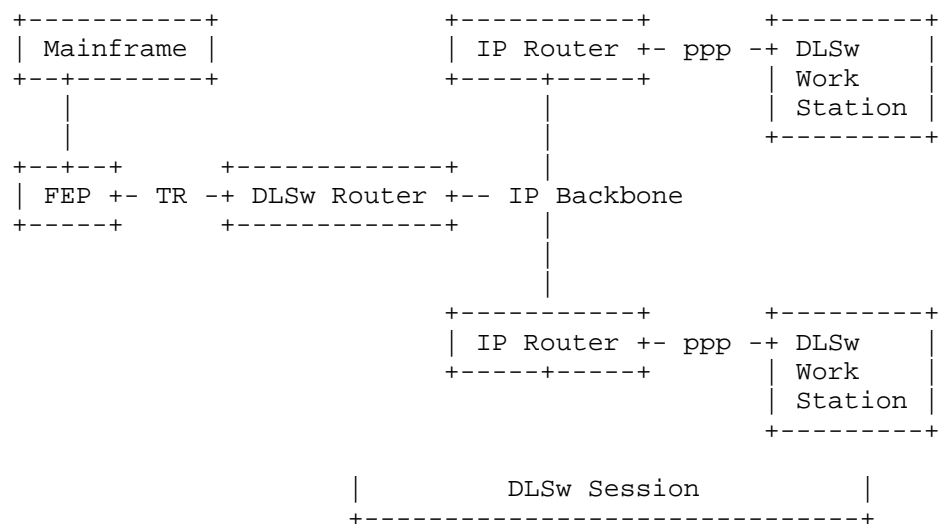 Mainframe IP Router ppp DLSw
Work
Station
FEP TR DLSw Router IP Backbone
IP Router ppp DLSw
Work
Station
DLSw Session